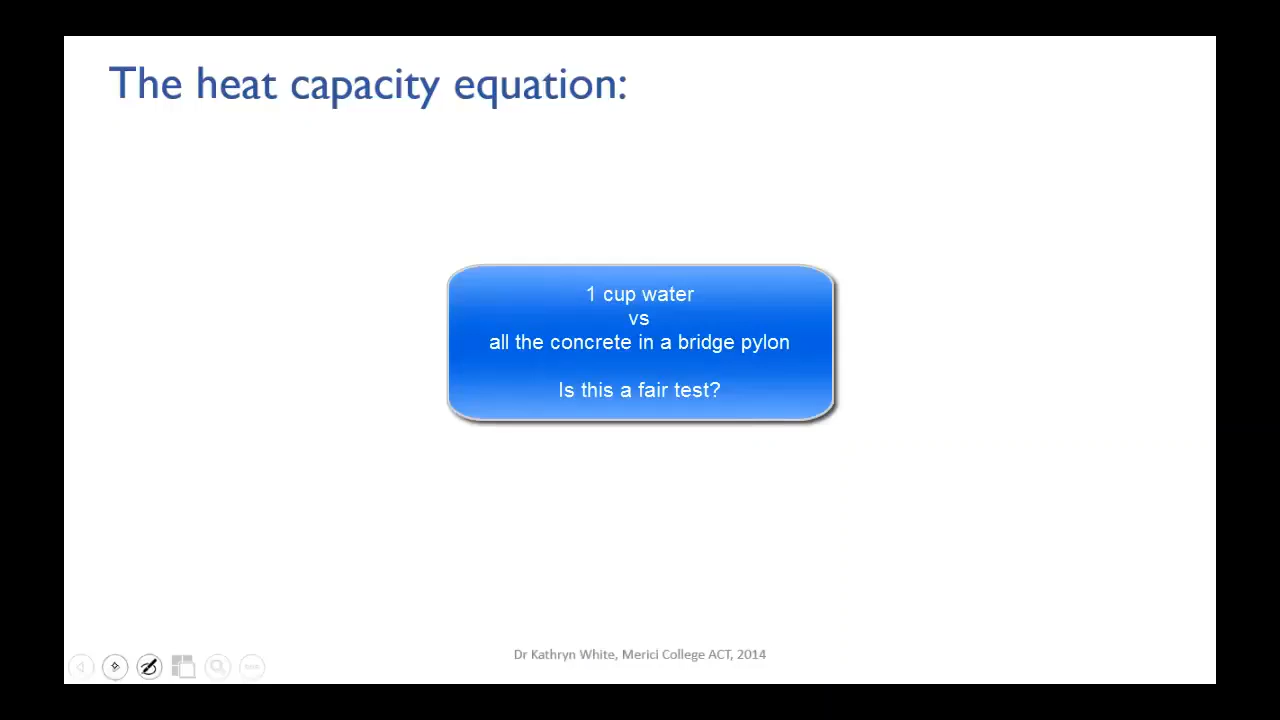 The heat capacity equation:
1 cup water
vs
all the concrete in a bridge pylon
Is this a fair test?
Dr Kathryn White, Merici College ACT, 2014